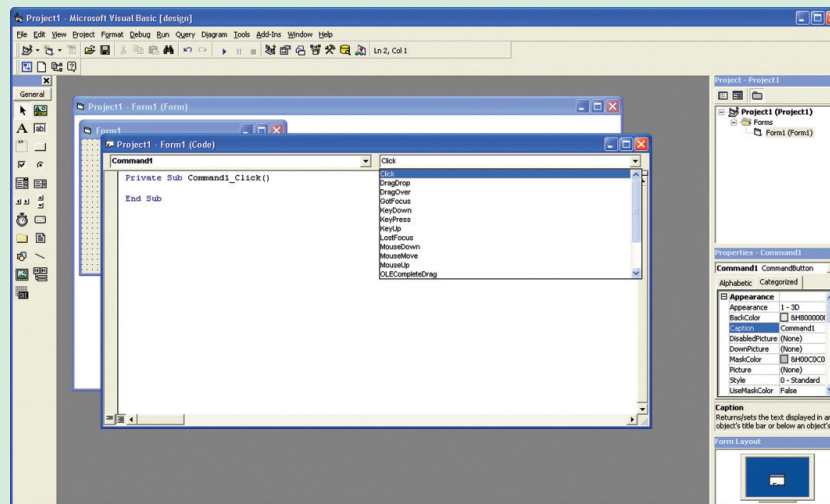 Project1 - Microsoft Visual Basic [design]
File Edit View Project Format Debug Run Query Diagram Tools Add-Ins Window Help
Ln 2, Col 1
General
A
ab|
Project1 - Form1 (Form)
Form1
Project1 - Form1 (Code)
Command1
Click
Private Sub Command1_Click()
End Sub
Click
DragDrop
DragOver
GotFocus
KeyDown
KeyPress
KeyUp
LostFocus
MouseDown
MouseMove
MouseUp
OLECompleteDrag
Project - Project1
Project1 (Project1)
Forms
Form1 (Form1)
Properties - Command1
Command1 CommandButton
Alphabetic Categorized
Appearance
Appearance 1 - 3D
BackColor &H8000000
Caption Command1
DisabledPicture (None)
DownPicture (None)
MaskColor &H00C0C0
Picture (None)
Style 0 - Standard
UseMaskColor False
Caption
Returns/sets the text displayed in an
object's title bar or below an object's
Form Layout